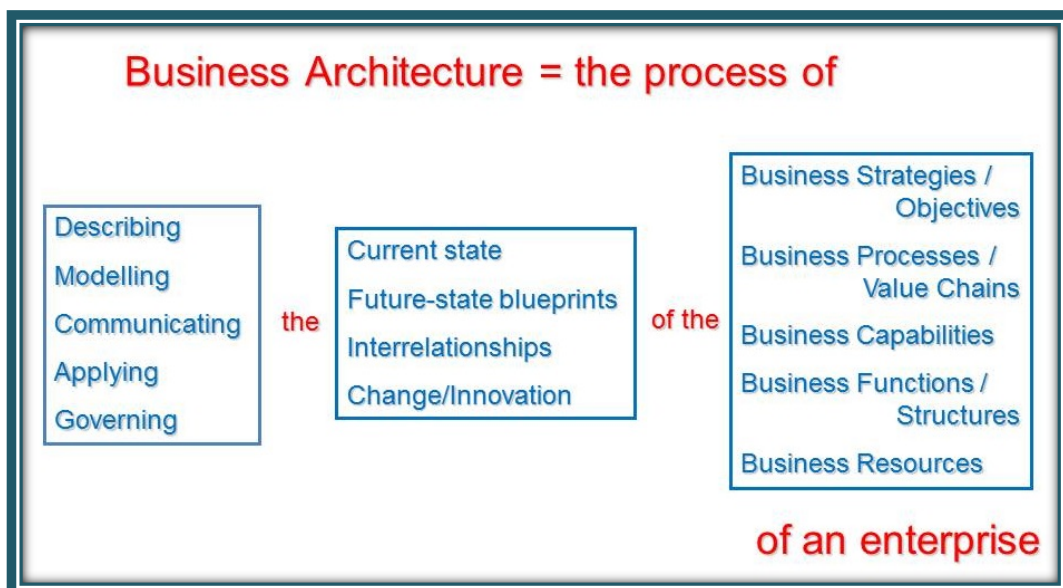 Business Architecture = the process of
Describing
Modelling
Communicating
Applying
Governing
the
Current state
Future-state blueprints
Interrelationships
Change/Innovation
of the
Business Strategies /
Objectives
Business Processes /
Value Chains
Business Capabilities
Business Functions /
Structures
Business Resources
of an enterprise